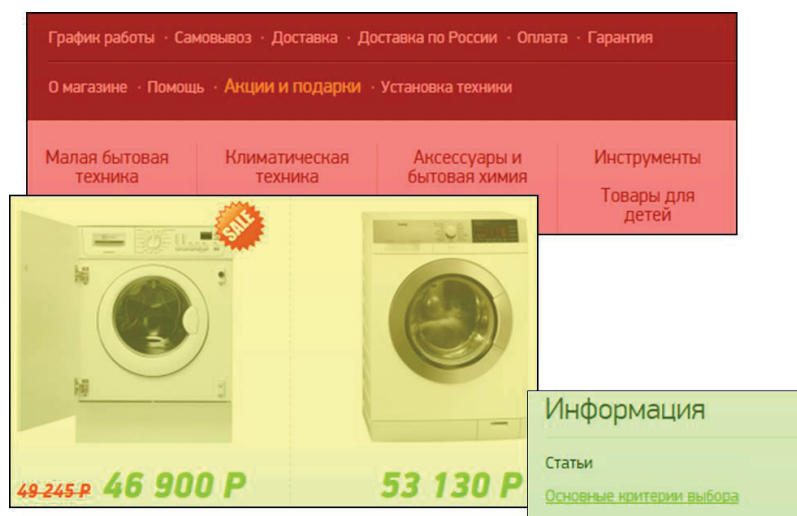 График работы · Самовывоз · Доставка · Доставка по России · Оплата · Гарантия
О магазине · Помощь · Акции и подарки · Установка техники
Малая бытовая техника
Климатическая техника
Аксессуары и бытовая химия
Инструменты
Товары для детей
SALE
49 245 Р 46 900 Р
53 130 Р
Информация
Статьи
Основные критерии выбора